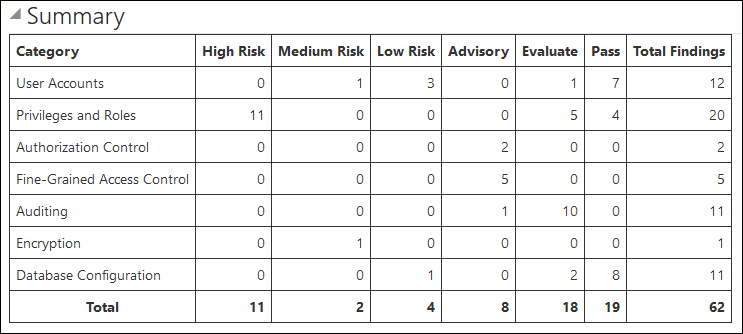 Summary
Category High Risk Medium Risk Low Risk Advisory Evaluate Pass Total Findings
User Accounts 0 1 3 0 1 7 12
Privileges and Roles 11 0 0 0 5 4 20
Authorization Control 0 0 0 2 0 0 2
Fine-Grained Access Control 0 0 0 5 0 0 5
Auditing 0 0 0 1 10 0 11
Encryption 0 1 0 0 0 0 1
Database Configuration 0 0 1 0 2 8 11
Total 11 2 4 8 18 19 62